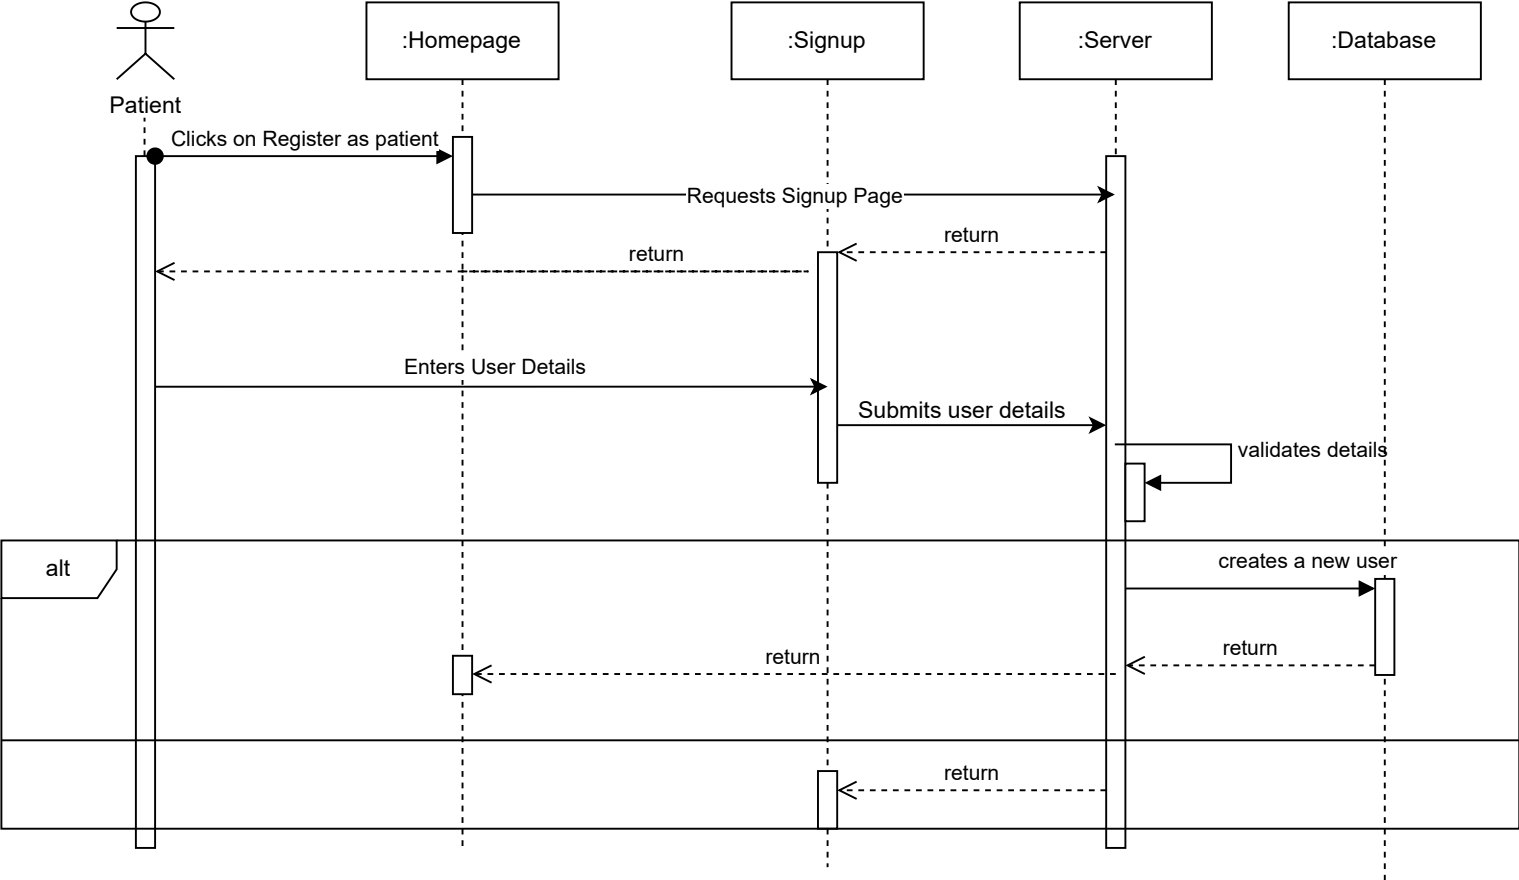 :Homepage
:Signup
:Server
:Database
Patient
Clicks on Register as patient
Requests Signup Page
return
return
Enters User Details
Submits user details
validates details
alt
creates a new user
return
return
return